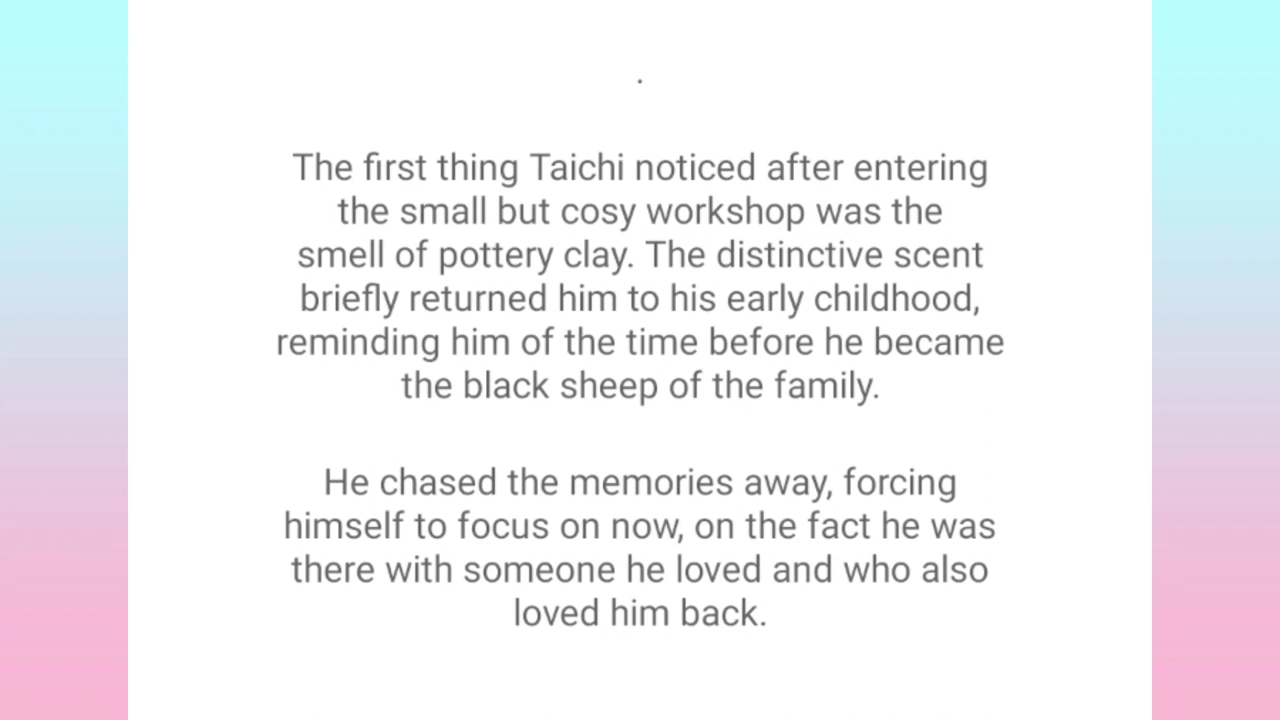 .
The first thing Taichi noticed after entering
the small but cosy workshop was the
smell of pottery clay. The distinctive scent
briefly returned him to his early childhood,
reminding him of the time before he became
the black sheep of the family.
He chased the memories away, forcing
himself to focus on now, on the fact he was
there with someone he loved and who also
loved him back.